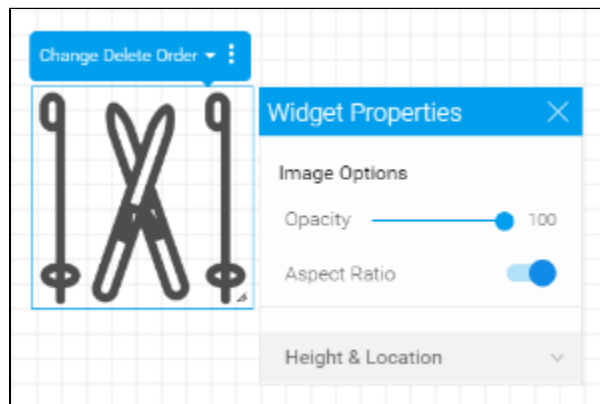 Change Delete Order
Widget Properties
Image Options
Opacity 100
Aspect Ratio
Height & Location